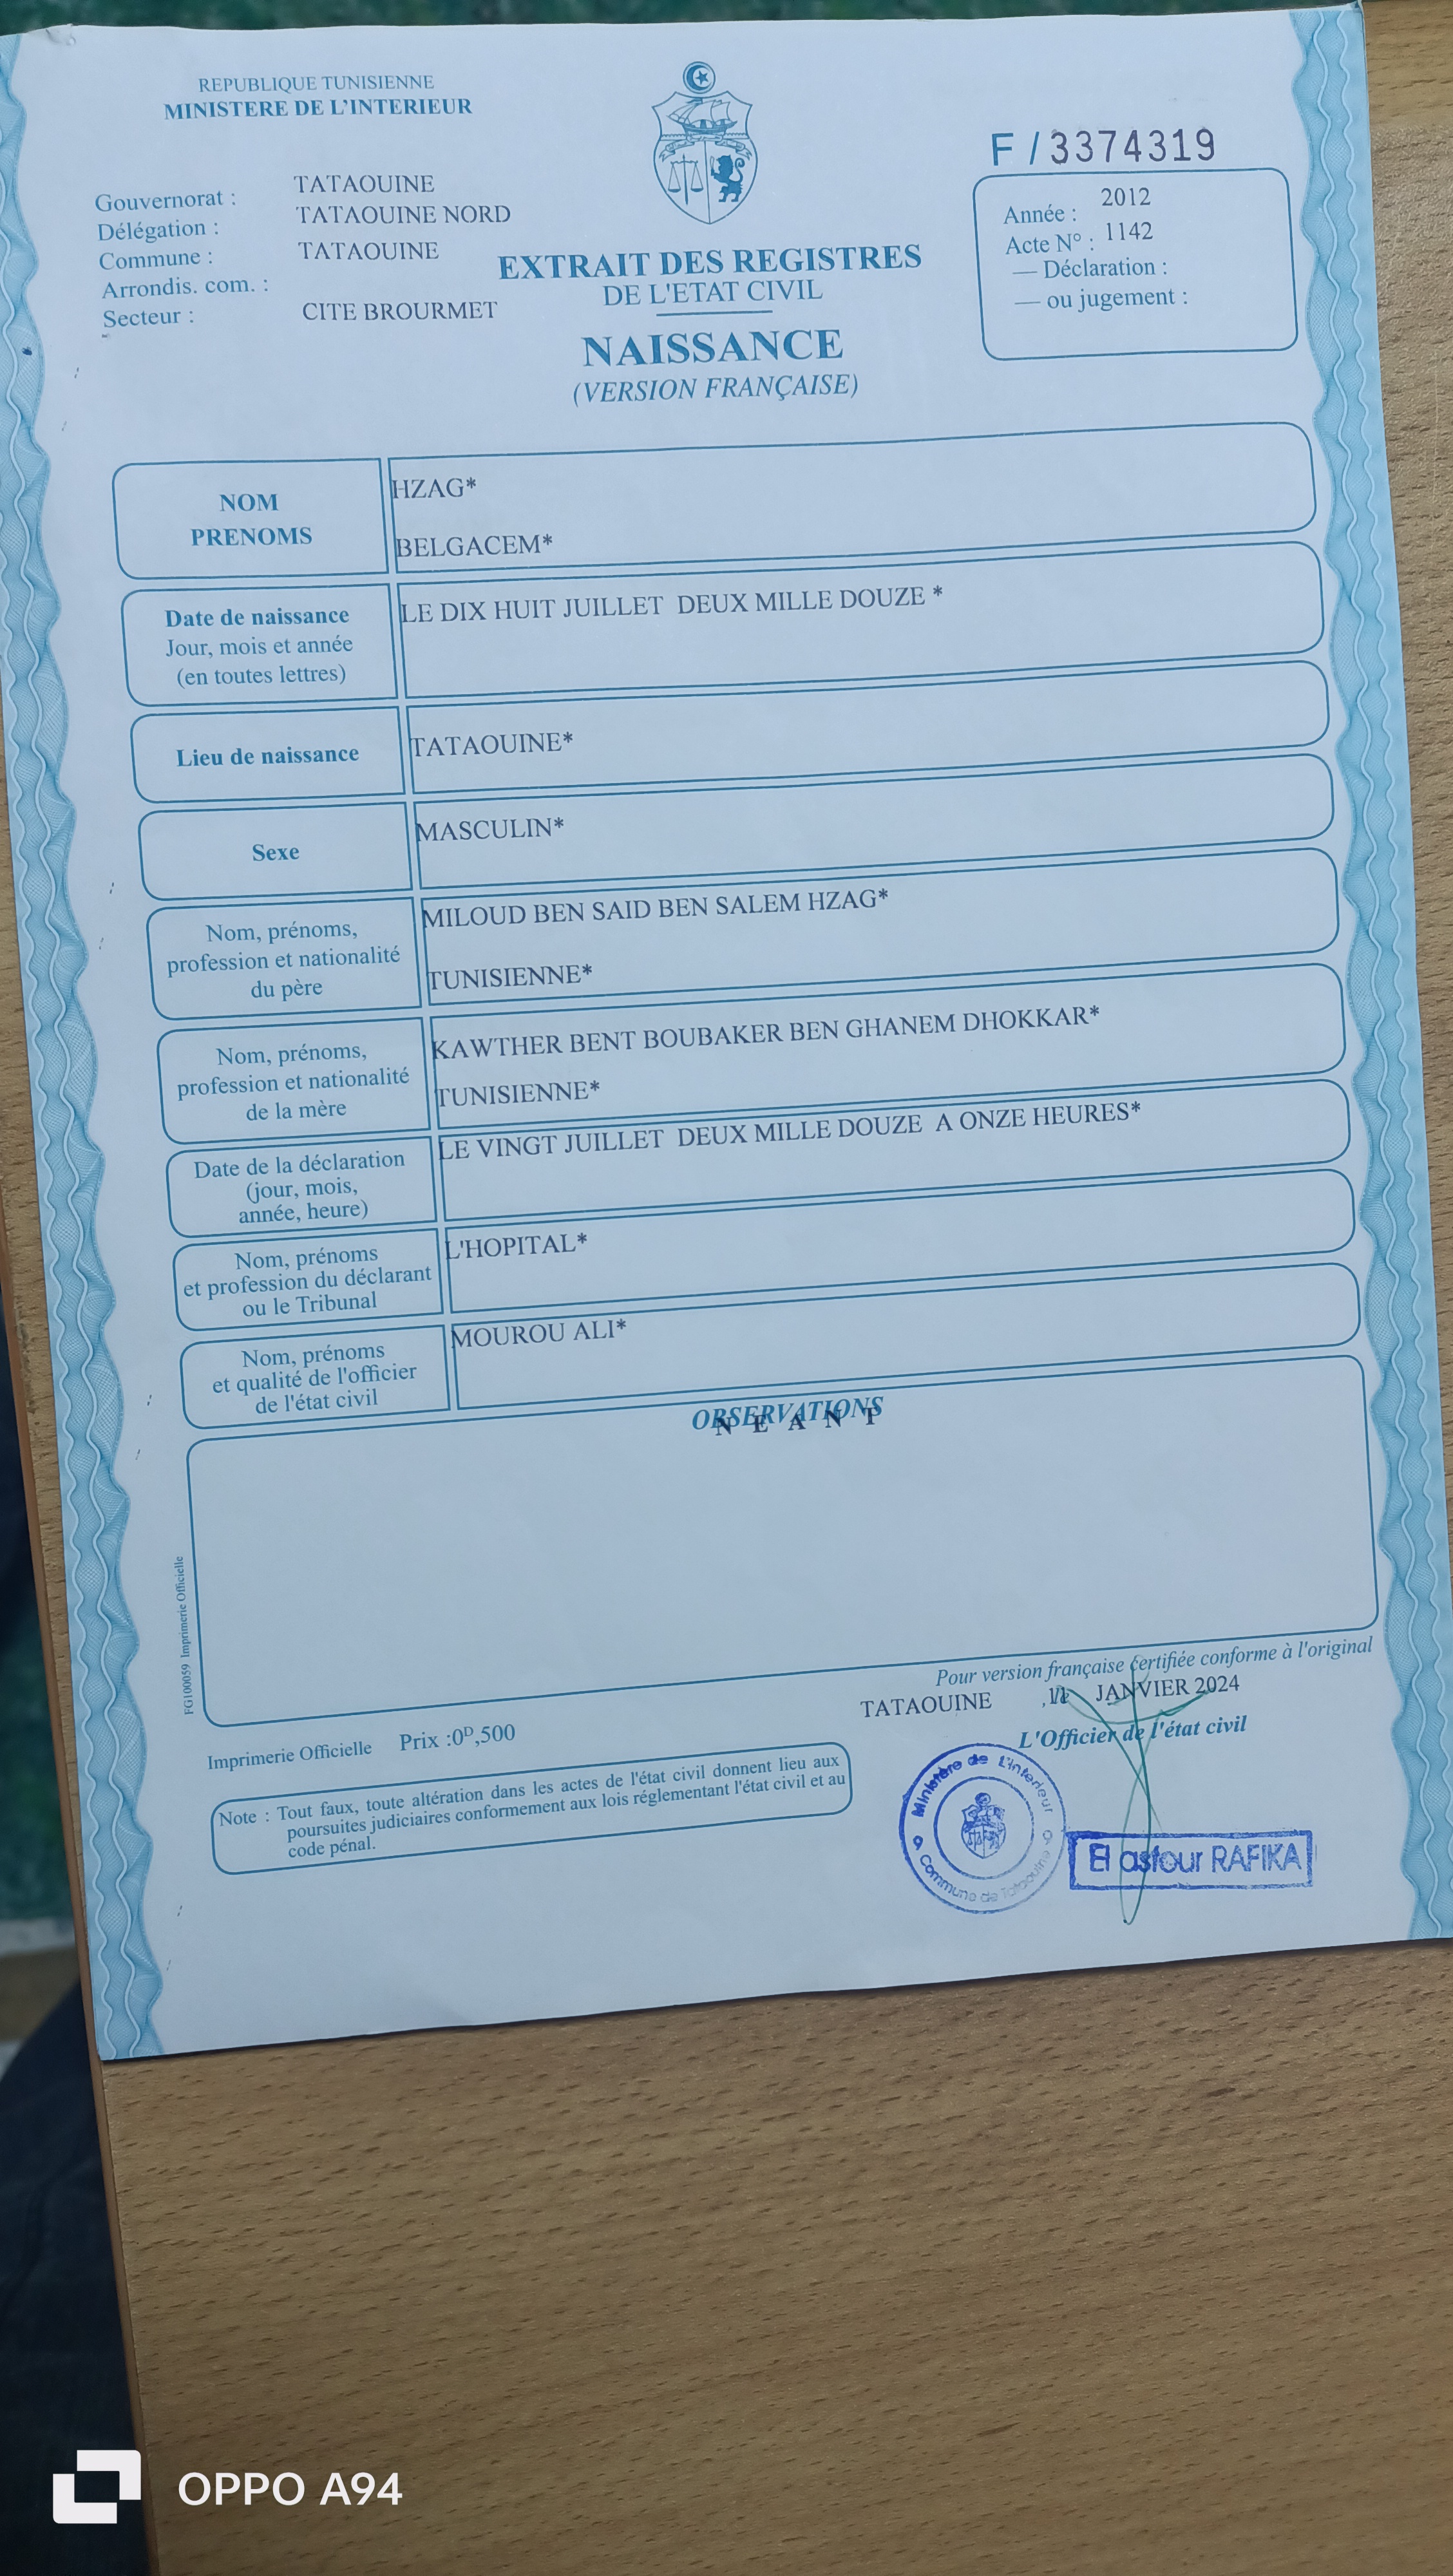 REPUBLIQUE TUNISIENNE
MINISTERE DE L'INTERIEUR
Gouvernorat : TATAOUINE
Délégation : TATAOUINE NORD
Commune : TATAOUINE
Arrondis. com. :
Secteur : CITE BROURMET
EXTRAIT DES REGISTRES
DE L'ETAT CIVIL
NAISSANCE
(VERSION FRANÇAISE)
F / 3374319
Année : 2012
Acte N° : 1142
— Déclaration :
— ou jugement :
NOM
PRENOMS
HZAG*
BELGACEM*
Date de naissance
Jour, mois et année
(en toutes lettres)
LE DIX HUIT JUILLET DEUX MILLE DOUZE *
Lieu de naissance
TATAOUINE*
Sexe
MASCULIN*
Nom, prénoms,
profession et nationalité
du père
MILOUD BEN SAID BEN SALEM HZAG*
TUNISIENNE*
Nom, prénoms,
profession et nationalité
de la mère
KAWTHER BENT BOUBAKER BEN GHANEM DHOKKAR*
TUNISIENNE*
Date de la déclaration
(jour, mois,
année, heure)
LE VINGT JUILLET DEUX MILLE DOUZE A ONZE HEURES*
Nom, prénoms
et profession du déclarant
ou le Tribunal
L'HOPITAL*
Nom, prénoms
et qualité de l'officier
de l'état civil
MOUROU ALI*
OBSERVATIONS
N E A N T
FG100059 Imprimerie Officielle
Pour version française certifiée conforme à l'original
TATAOUINE , le 11 JANVIER 2024
L'Officier de l'état civil
Imprimerie Officielle Prix :0ᴰ,500
Note : Tout faux, toute altération dans les actes de l'état civil donnent lieu aux
poursuites judiciaires conformement aux lois réglementant l'état civil et au
code pénal.
Ministère de L'interieur
Commune de Tataouine
El asfour RAFIKA
OPPO A94